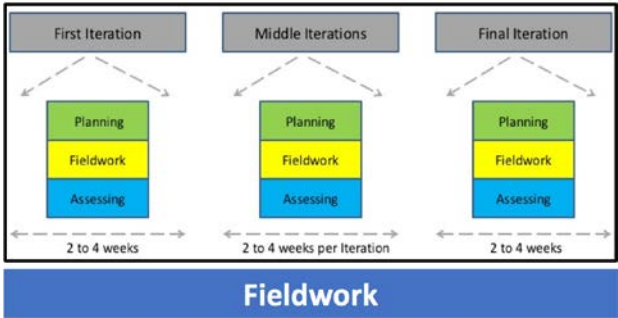 First Iteration
Middle Iterations
Final Iteration
Planning
Fieldwork
Assessing
Planning
Fieldwork
Assessing
Planning
Fieldwork
Assessing
2 to 4 weeks
2 to 4 weeks per Iteration
2 to 4 weeks
Fieldwork